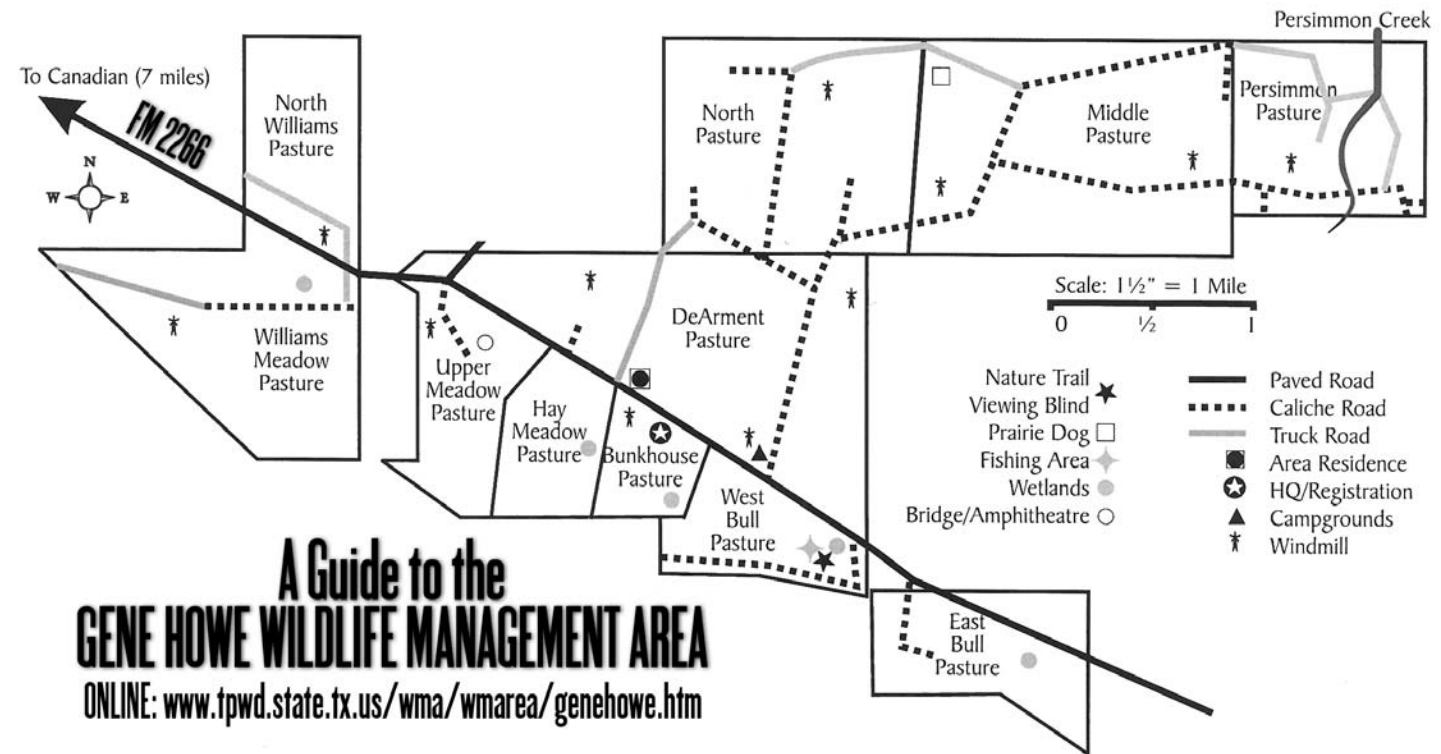 Persimmon Creek
To Canadian (7 miles)
FM 2266
North
Williams
Pasture
N
W
E
S
North
Pasture
Middle
Pasture
Persimmon
Pasture
Williams
Meadow
Pasture
Upper
Meadow
Pasture
Hay
Meadow
Pasture
Bunkhouse
Pasture
DeArment
Pasture
West
Bull
Pasture
East
Bull
Pasture
Scale: 1½" = 1 Mile
0 ½ 1
Nature Trail
Viewing Blind
Prairie Dog
Fishing Area
Wetlands
Bridge/Amphitheatre
Paved Road
Caliche Road
Truck Road
Area Residence
HQ/Registration
Campgrounds
Windmill
A Guide to the
GENE HOWE WILDLIFE MANAGEMENT AREA
ONLINE: www.tpwd.state.tx.us/wma/wmarea/genehowe.htm